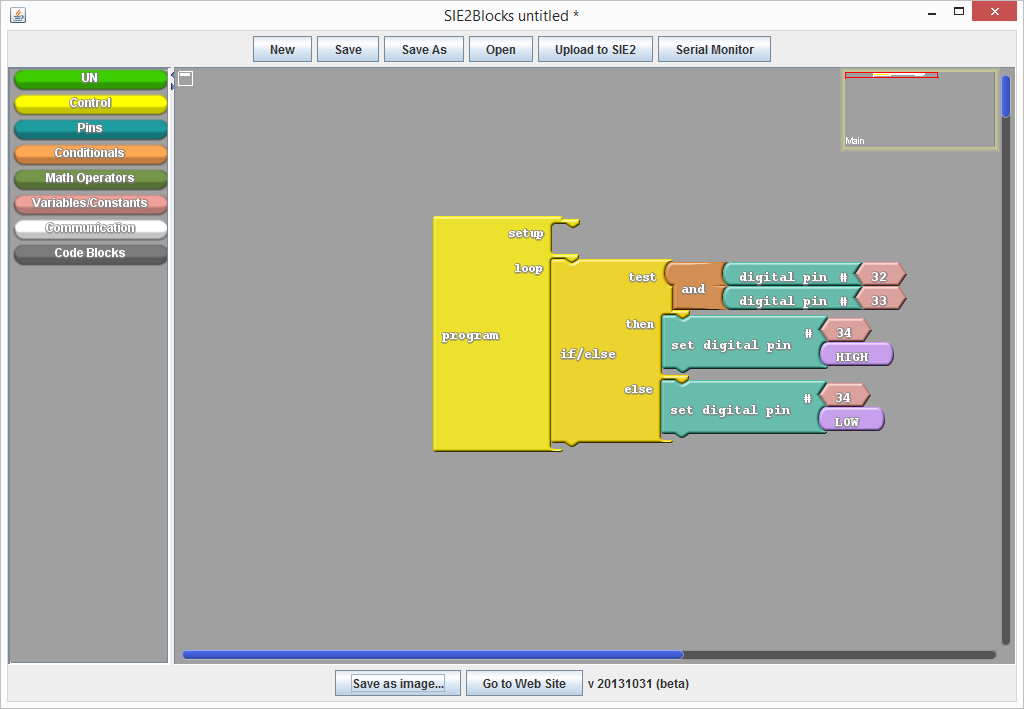 SIE2Blocks untitled *
New Save Save As Open Upload to SIE2 Serial Monitor
UN
Control
Pins
Conditionals
Math Operators
Variables/Constants
Communication
Code Blocks
Main
program
setup
loop
if/else
test
and
digital pin # 32
digital pin # 33
then
set digital pin # 34
HIGH
else
set digital pin # 34
LOW
Save as image... Go to Web Site v 20131031 (beta)